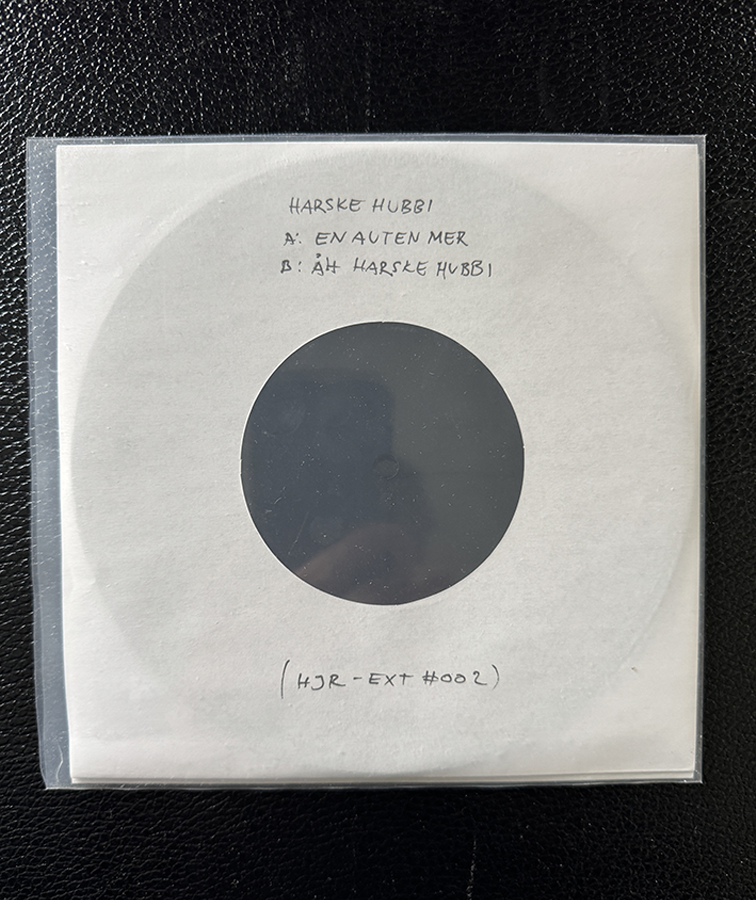 HARSKE HUBBI
A: EN AUTEN MER
B: ÅH HARSKE HUBBI
(HJR-EXT #002)